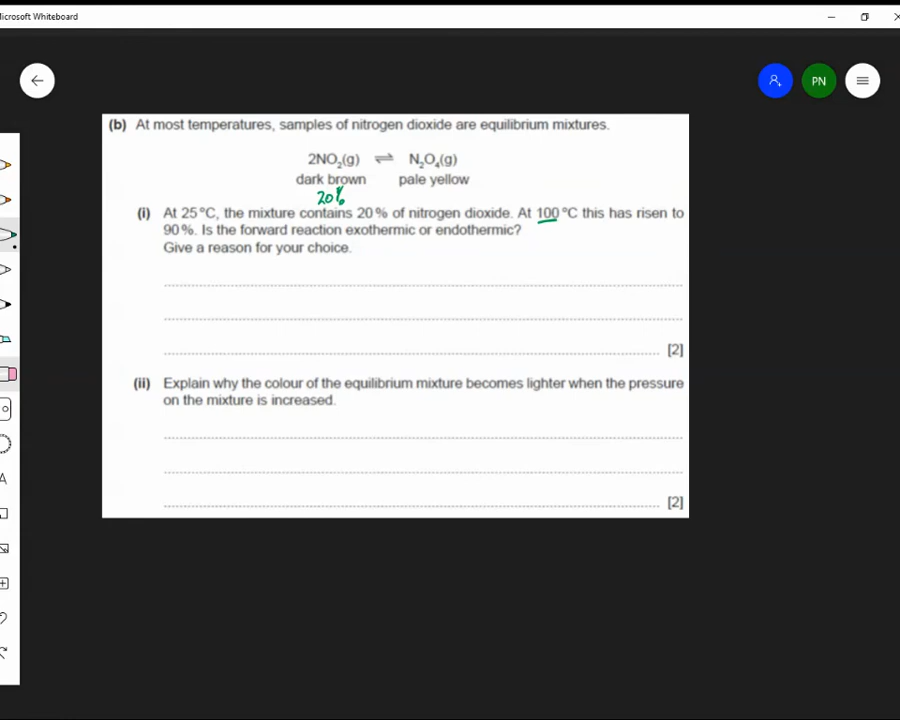 Microsoft Whiteboard
PN
(b) At most temperatures, samples of nitrogen dioxide are equilibrium mixtures.
2NO₂(g) ⇌ N₂O₄(g)
dark brown pale yellow
20%
(i) At 25 °C, the mixture contains 20 % of nitrogen dioxide. At 100 °C this has risen to
90 %. Is the forward reaction exothermic or endothermic?
Give a reason for your choice.
[2]
(ii) Explain why the colour of the equilibrium mixture becomes lighter when the pressure
on the mixture is increased.
[2]